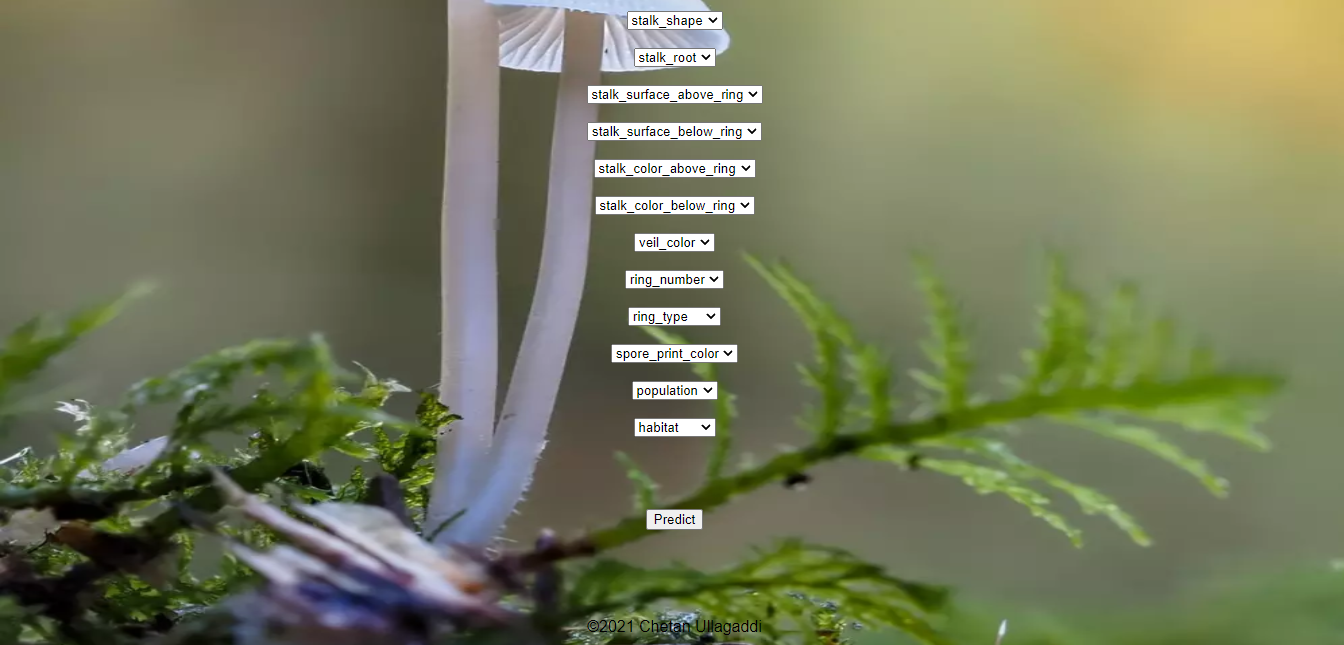 stalk_shape
stalk_root
stalk_surface_above_ring
stalk_surface_below_ring
stalk_color_above_ring
stalk_color_below_ring
veil_color
ring_number
ring_type
spore_print_color
population
habitat
Predict
©2021 Chetan Ullagaddi